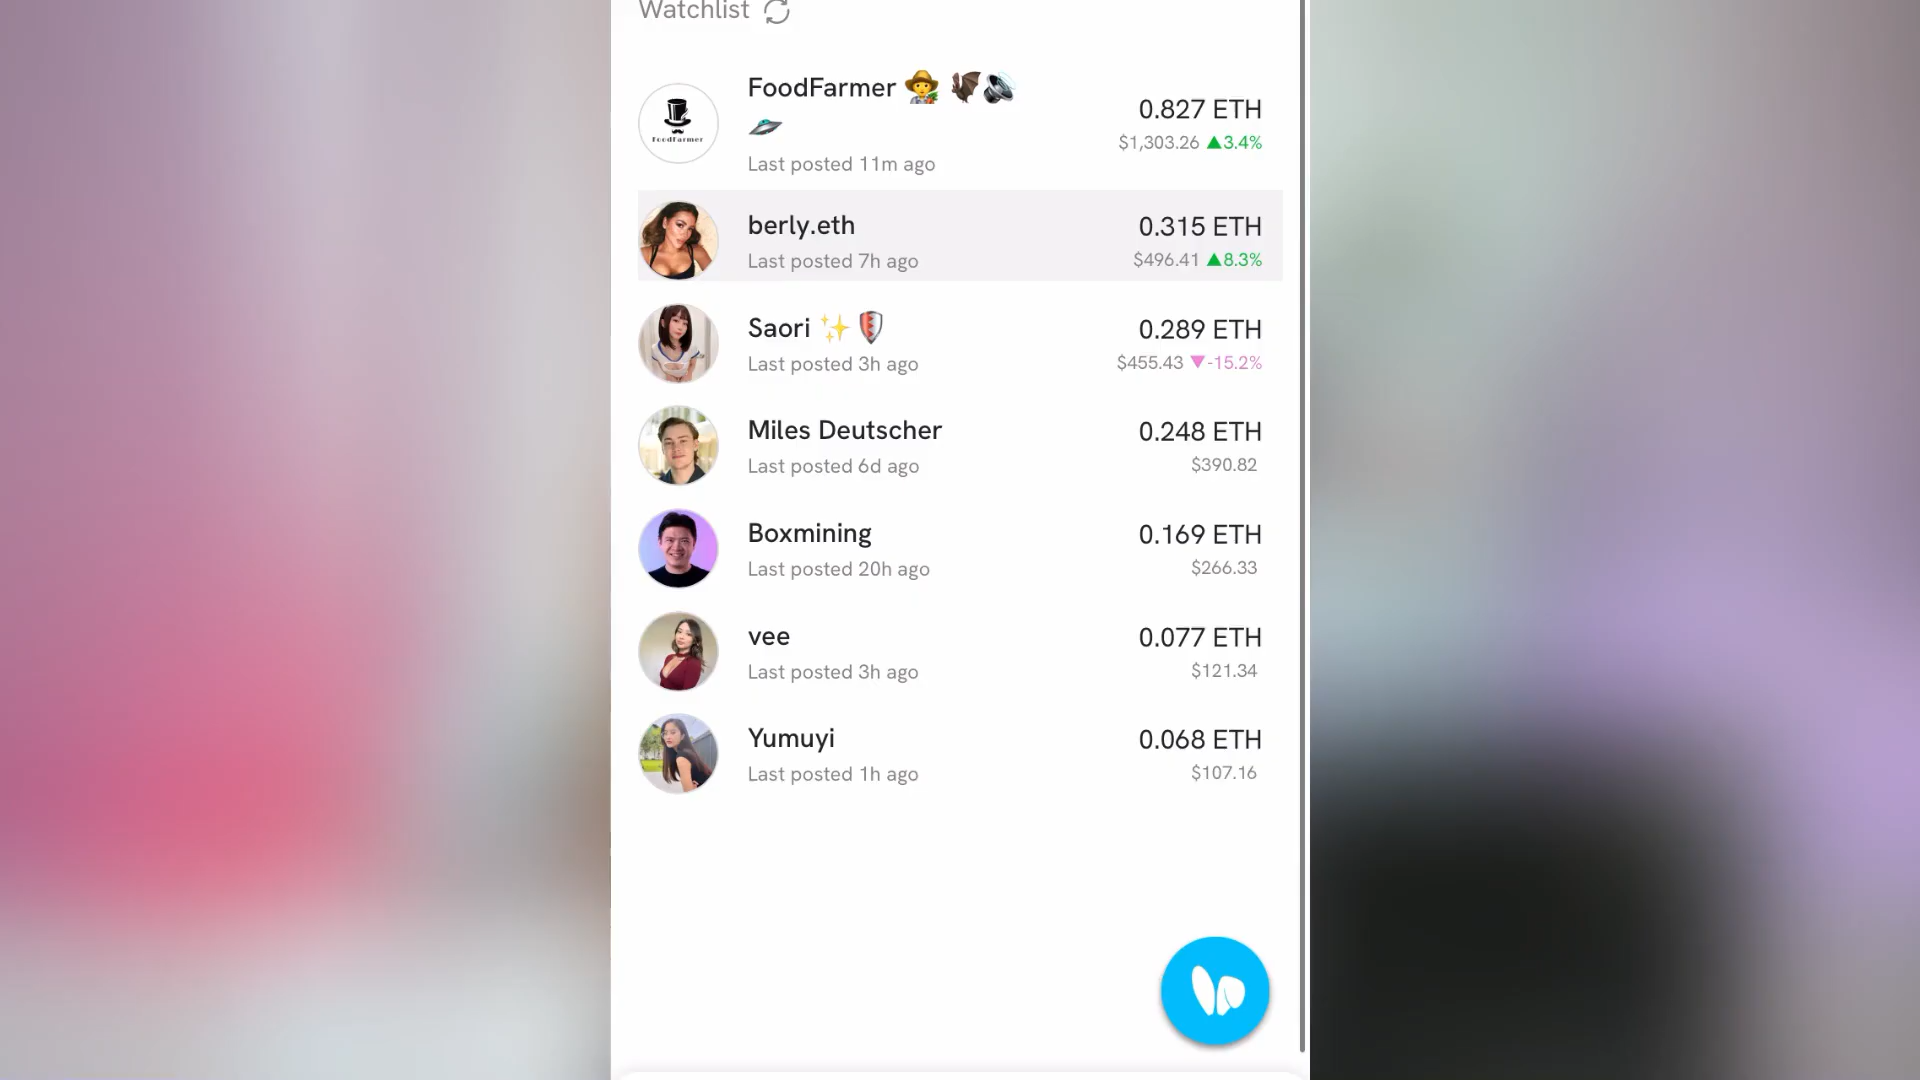 Watchlist
FoodFarmer 🧑‍🌾 🦇🔊
🛸
FoodFarmer
Last posted 11m ago
0.827 ETH
$1,303.26 ▲3.4%
berly.eth
Last posted 7h ago
0.315 ETH
$496.41 ▲8.3%
Saori ✨🛡️
Last posted 3h ago
0.289 ETH
$455.43 ▼-15.2%
Miles Deutscher
Last posted 6d ago
0.248 ETH
$390.82
Boxmining
Last posted 20h ago
0.169 ETH
$266.33
vee
Last posted 3h ago
0.077 ETH
$121.34
Yumuyi
Last posted 1h ago
0.068 ETH
$107.16